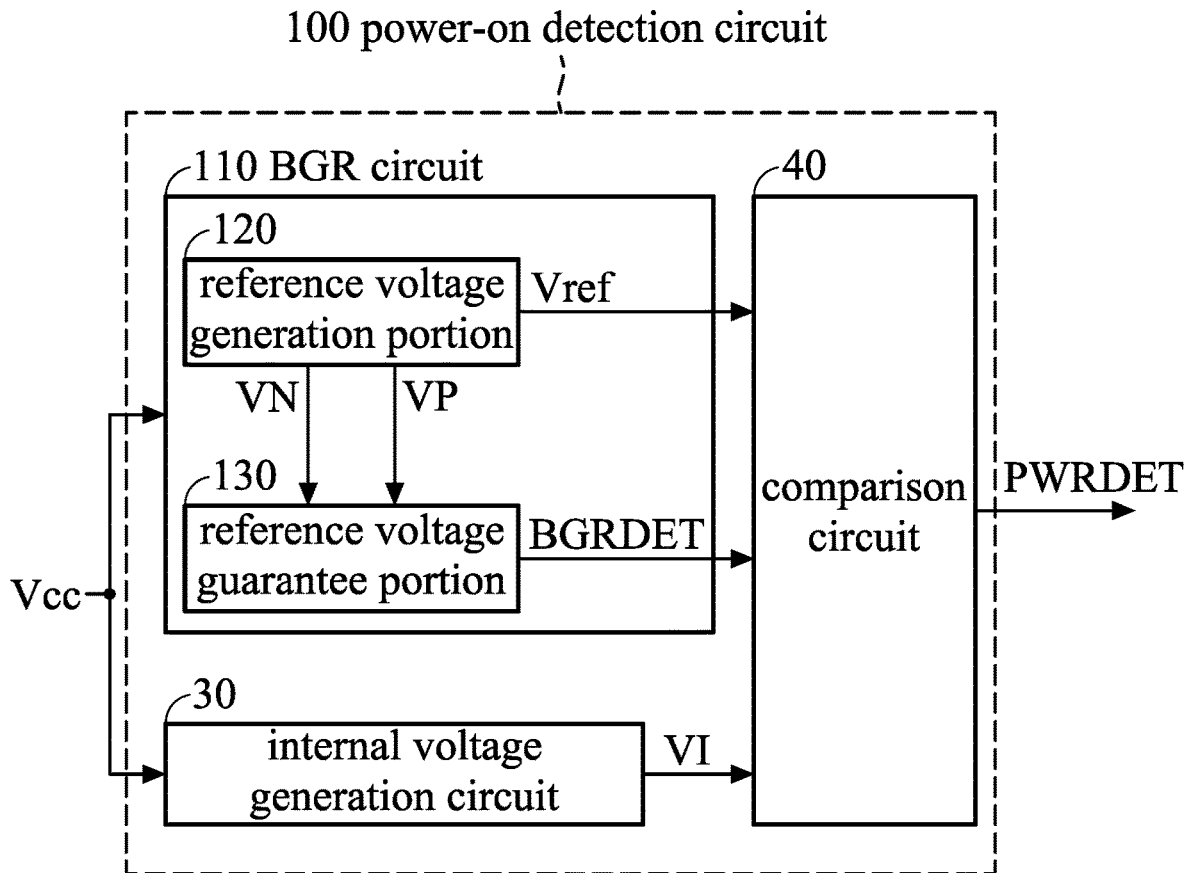 100 power-on detection circuit
110 BGR circuit
40
120
reference voltage
generation portion
Vref
VN
VP
130
reference voltage
guarantee portion
BGRDET
comparison
circuit
PWRDET
Vcc
30
internal voltage
generation circuit
VI